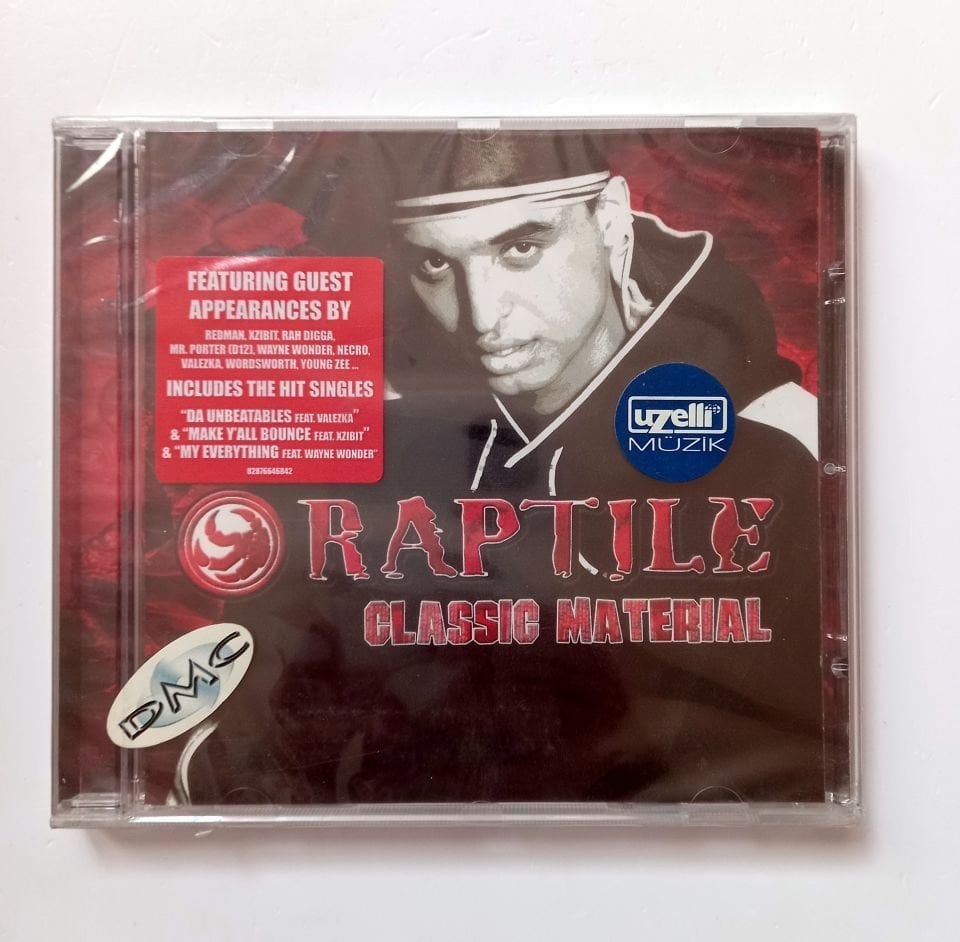 FEATURING GUEST
APPEARANCES BY
REDMAN, XZIBIT, RAH DIGGA,
MR. PORTER (D12), WAYNE WONDER, NECRO,
VALEZKA, WORDSWORTH, YOUNG ZEE ...
INCLUDES THE HIT SINGLES
"DA UNBEATABLES FEAT. VALEZKA"
& "MAKE Y'ALL BOUNCE FEAT. XZIBIT"
& "MY EVERYTHING FEAT. WAYNE WONDER"
82876646842
uzelli
MÜZİK
RAPTILE
CLASSIC MATERIAL
DMC